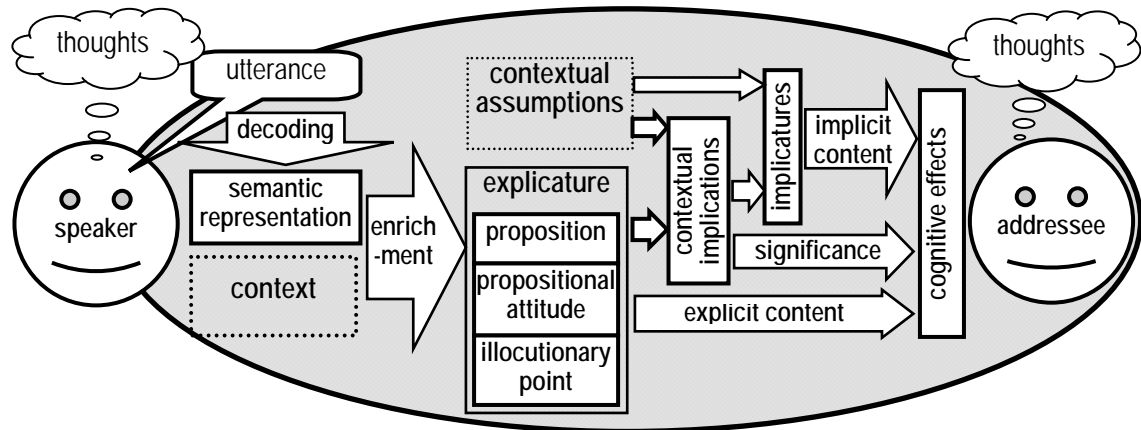 thoughts
utterance
decoding
speaker
semantic
representation
context
enrich
-ment
explicature
proposition
propositional
attitude
illocutionary
point
contextual
assumptions
contextual
implications
implicatures
implicit
content
significance
explicit content
cognitive effects
thoughts
addressee